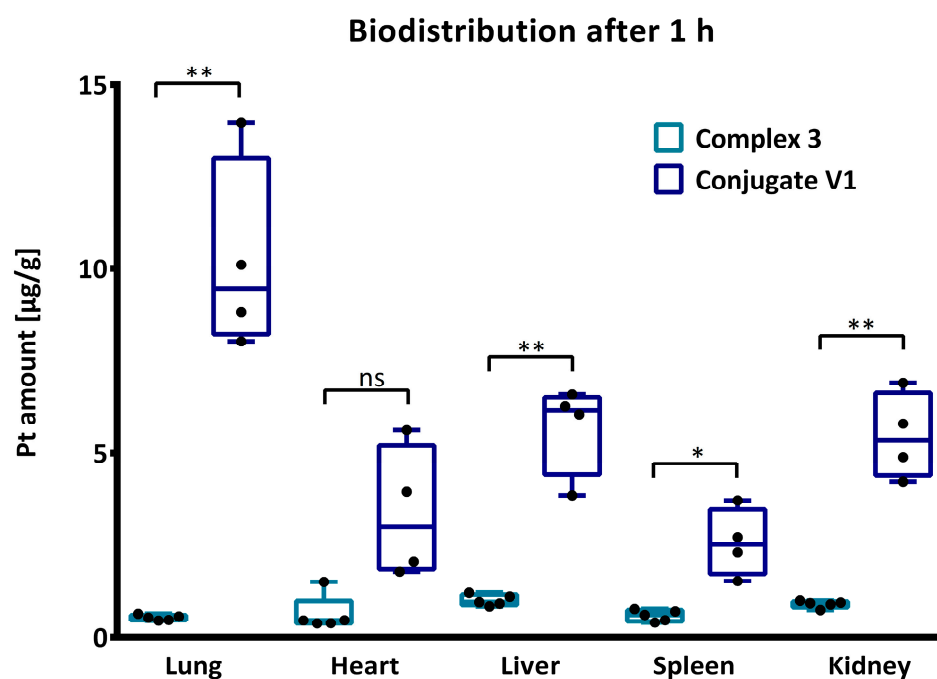 Biodistribution after 1 h
15
**
Complex 3
Conjugate V1
10
**
**
ns
Pt amount [µg/g]
5
*
0
Lung Heart Liver Spleen Kidney